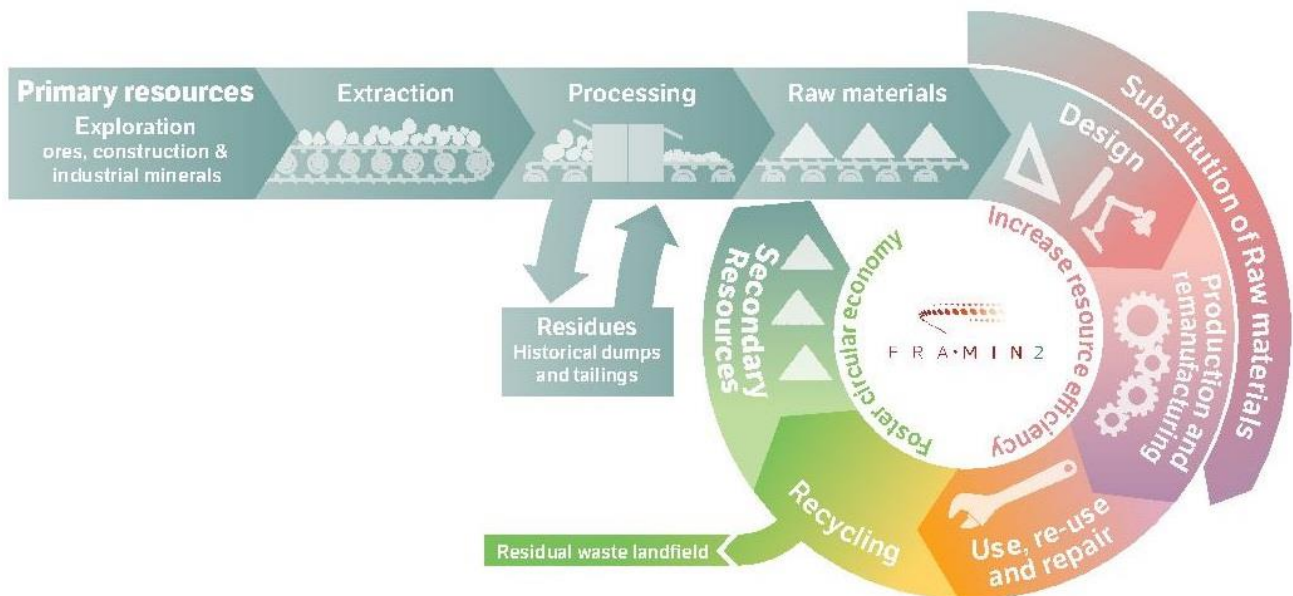 Primary resources
Exploration
ores, construction &
industrial minerals
Extraction
Processing
Raw materials
Residues
Historical dumps
and tailings
Design
Substitution of Raw materials
Production and
remanufacturing
Use, re-use
and repair
Recycling
Residual waste landfield
Secondary
Resources
Foster circular economy
Increase resource efficiency
ERA·MIN2